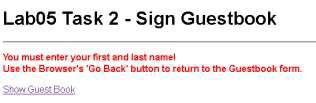 Lab05 Task 2 - Sign Guestbook
You must enter your first and last name!
Use the Browser's 'Go Back' button to return to the Guestbook form.
Show Guest Book